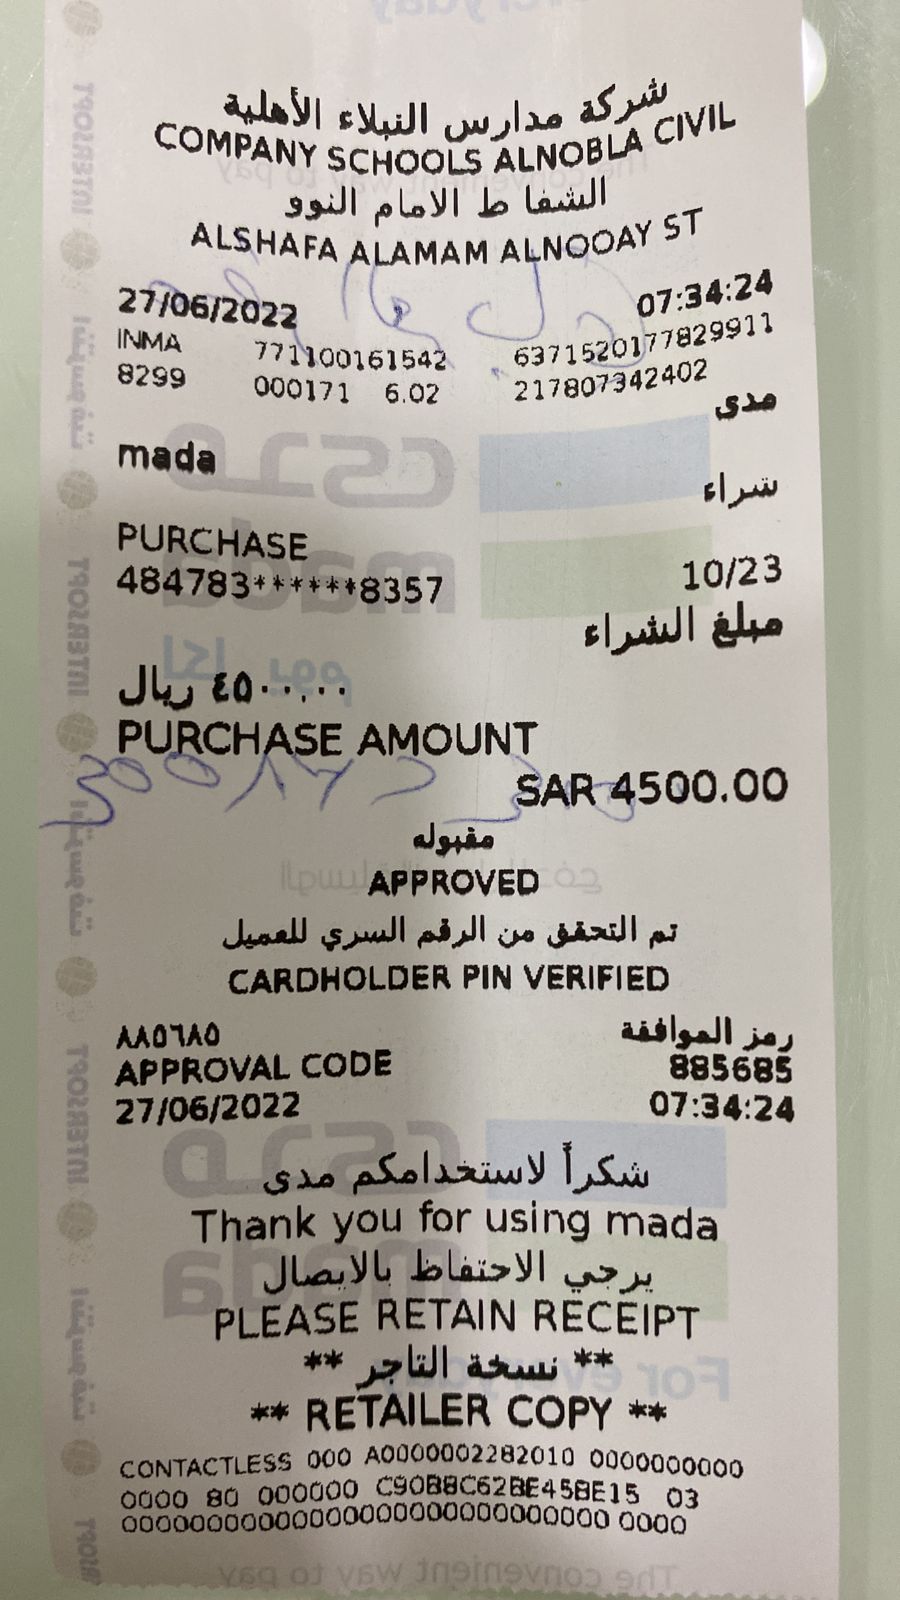 شركة مدارس النبلاء الأهلية
COMPANY SCHOOLS ALNOBLA CIVIL
الشفا ط الامام النوو
ALSHAFA ALAMAM ALNOOAY ST
27/06/2022 07:34:24
INMA 771100161542 6371520177829911
8299 000171 6.02 217807342402
مدى
mada
شراء
PURCHASE
484783******8357 10/23
مبلغ الشراء
٤٥٠٠.٠٠ ريال
PURCHASE AMOUNT
SAR 4500.00
مقبوله
APPROVED
تم التحقق من الرقم السري للعميل
CARDHOLDER PIN VERIFIED
رمز الموافقة ٨٨٥٦٨٥
APPROVAL CODE 885685
27/06/2022 07:34:24
شكراً لاستخدامكم مدى
Thank you for using mada
يرجي الاحتفاظ بالايصال
PLEASE RETAIN RECEIPT
** نسخة التاجر **
** RETAILER COPY **
CONTACTLESS 000 A0000002282010 0000000000
0000 80 000000 C90B8C62BE45BE15 03
0000000000000000000000000000000 0000